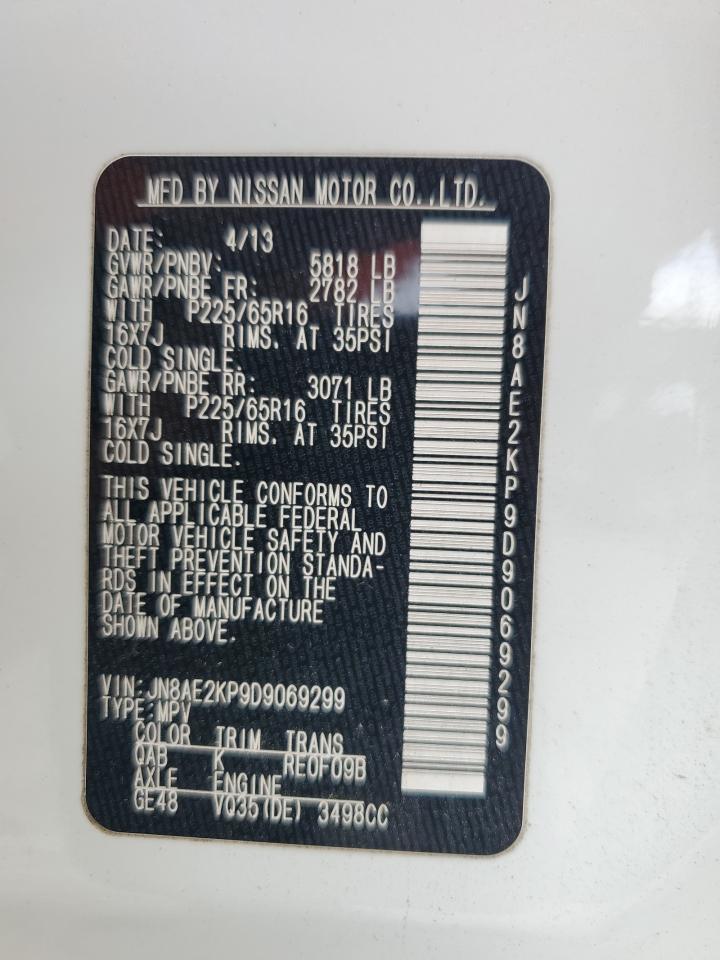 MFD BY NISSAN MOTOR CO.,LTD.
DATE: 4/13
GVWR/PNBV: 5818 LB
GAWR/PNBE FR: 2782 LB
WITH P225/65R16 TIRES
16X7J RIMS. AT 35PSI
COLD SINGLE.
GAWR/PNBE RR: 3071 LB
WITH P225/65R16 TIRES
16X7J RIMS. AT 35PSI
COLD SINGLE.
THIS VEHICLE CONFORMS TO
ALL APPLICABLE FEDERAL
MOTOR VEHICLE SAFETY AND
THEFT PREVENTION STANDA-
RDS IN EFFECT ON THE
DATE OF MANUFACTURE
SHOWN ABOVE.
VIN:JN8AE2KP9D9069299
TYPE:MPV
COLOR TRIM TRANS
QAB K RE0F09B
AXLE ENGINE
GE48 VQ35(DE) 3498CC
JN8AE2KP9D9069299